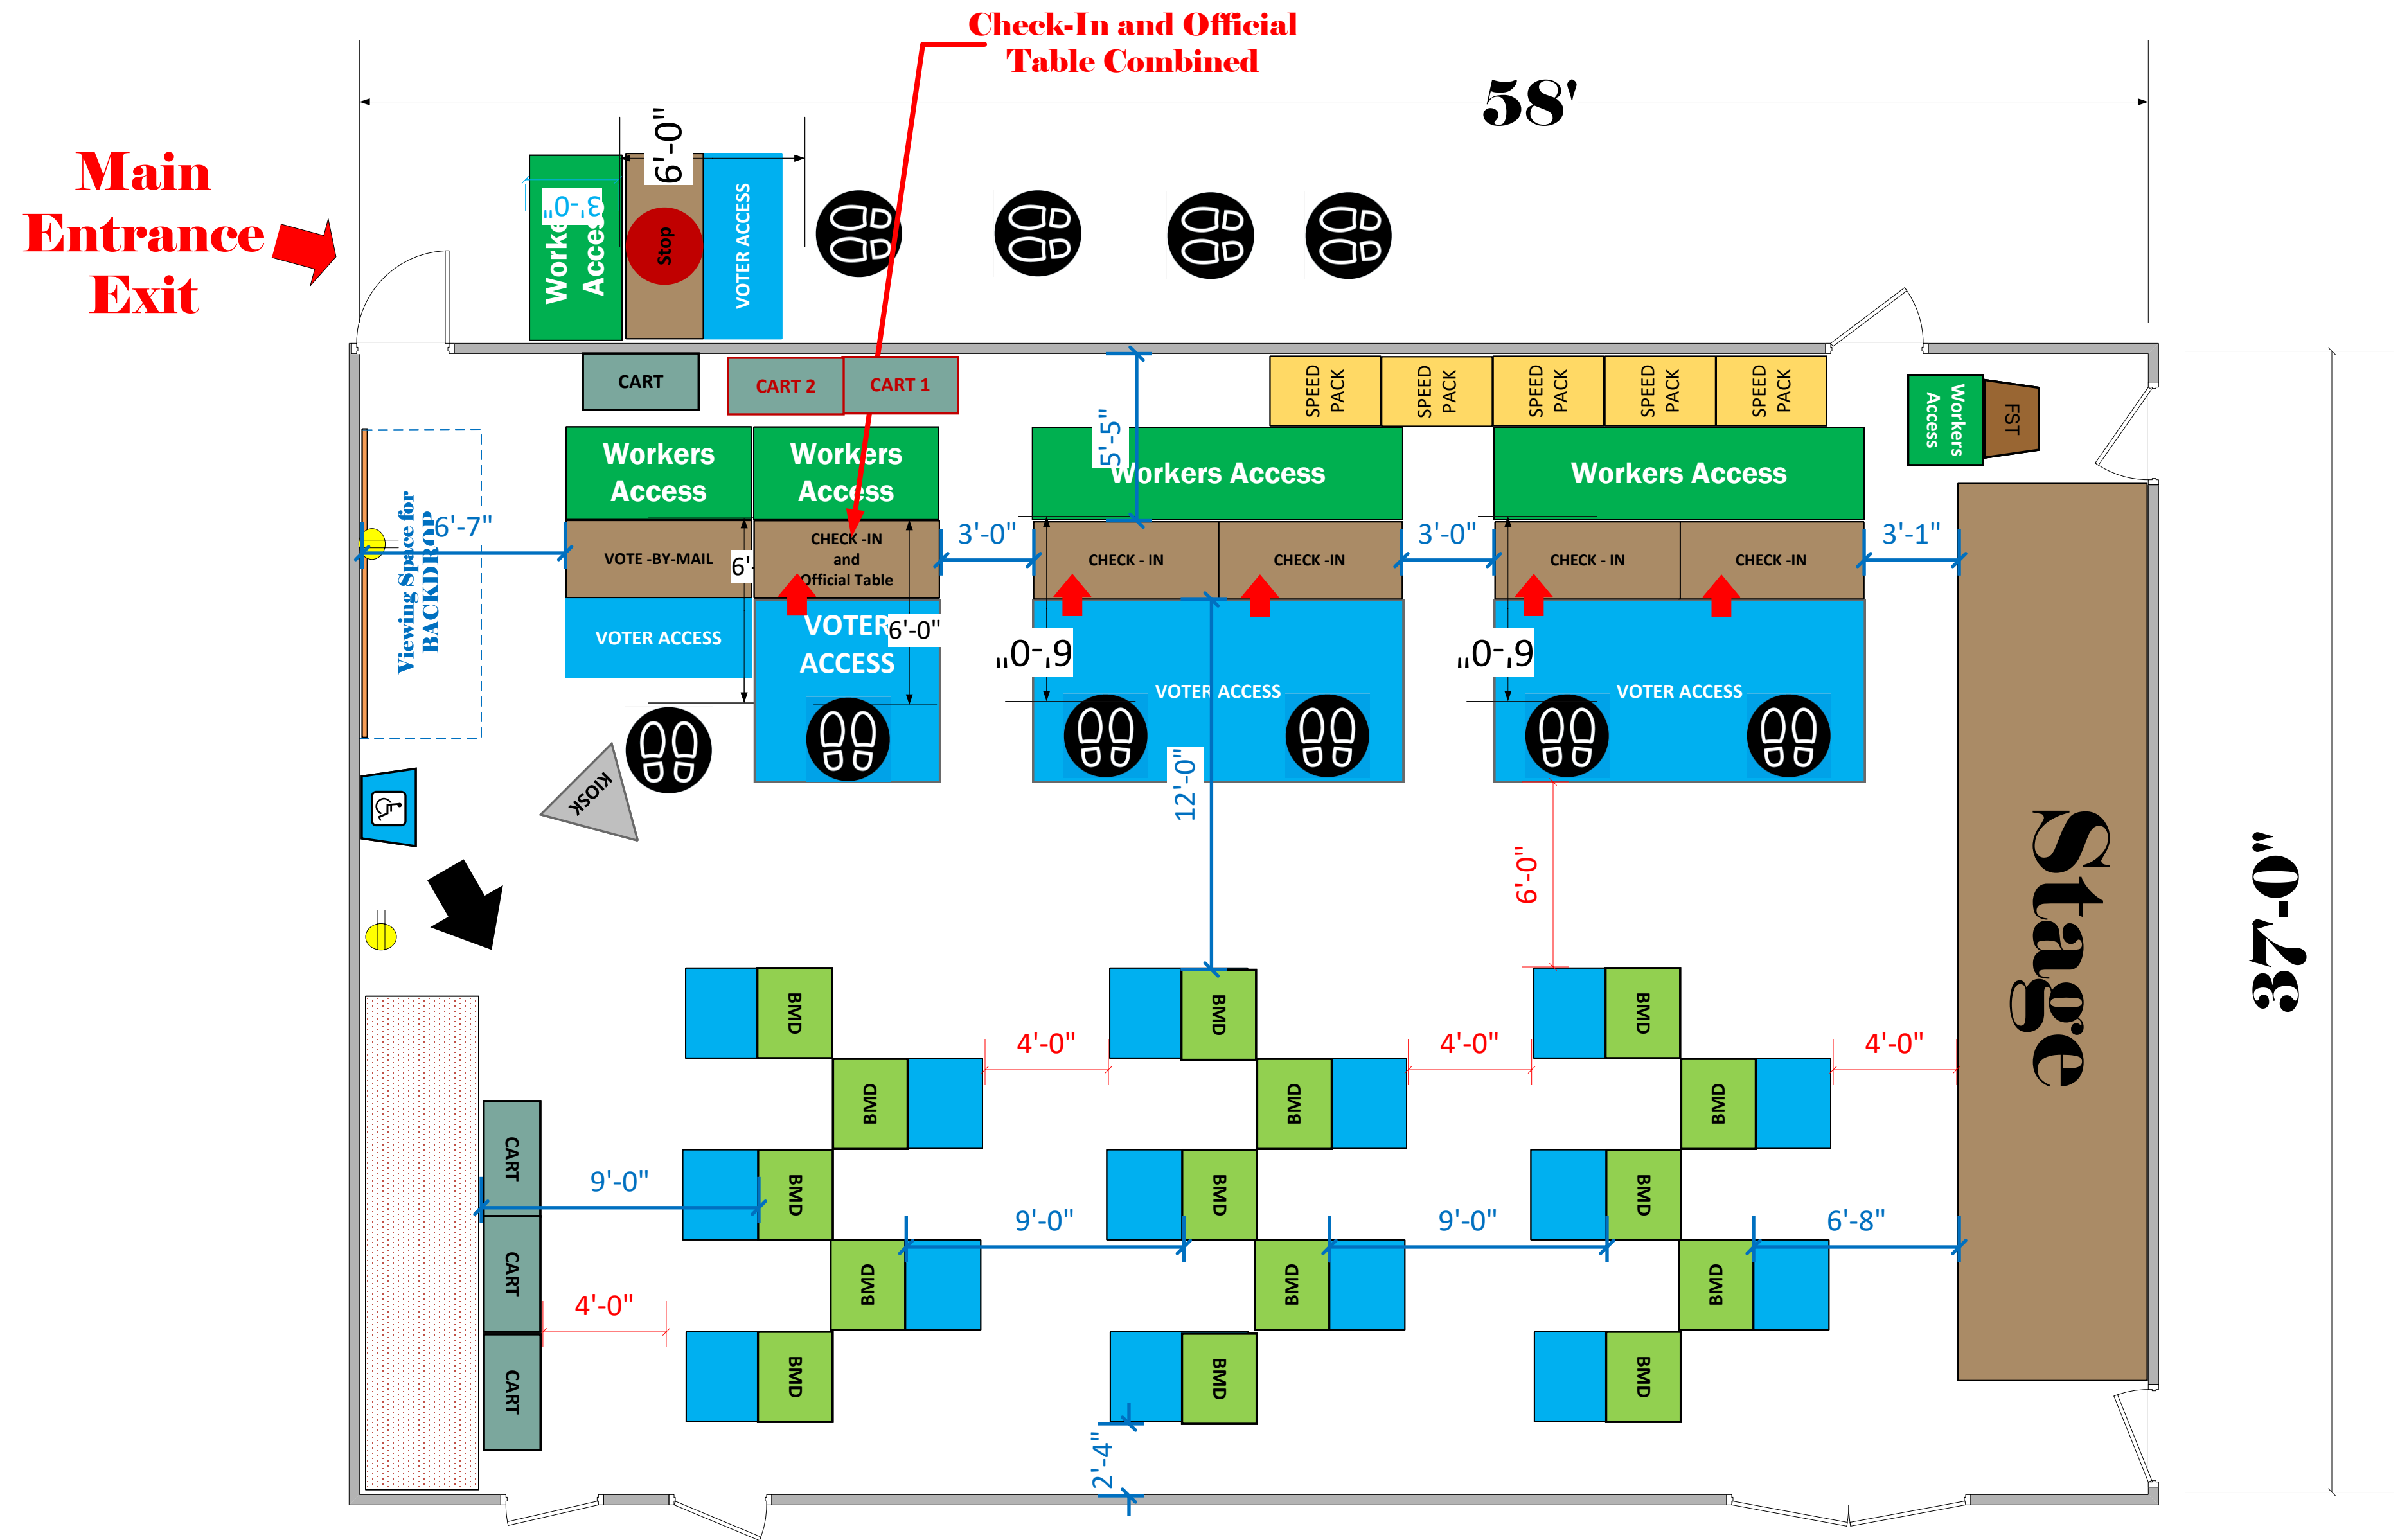 Check-In and Official
Table Combined
58'
Main
Entrance
Exit
6'-0"
3'-0"
Workers
Access
Stop
VOTER ACCESS
CART
CART 2
CART 1
5'-5"
SPEED
PACK
SPEED
PACK
SPEED
PACK
SPEED
PACK
SPEED
PACK
Workers
Access
FST
Workers
Access
Workers
Access
Workers Access
Workers Access
Viewing Space for
BACKDROP
6'-7"
VOTE -BY-MAIL
6'-
CHECK -IN
and
Official Table
3'-0"
CHECK - IN
CHECK -IN
3'-0"
CHECK - IN
CHECK -IN
3'-1"
VOTER ACCESS
VOTER
ACCESS
6'-0"
6'-0"
VOTER ACCESS
6'-0"
VOTER ACCESS
KIOSK
12'-0"
6'-0"
Stage
37'-0"
BMD
BMD
BMD
4'-0"
4'-0"
4'-0"
BMD
BMD
BMD
CART
9'-0"
BMD
BMD
BMD
9'-0"
9'-0"
6'-8"
CART
BMD
BMD
BMD
4'-0"
CART
BMD
BMD
BMD
2'-4"